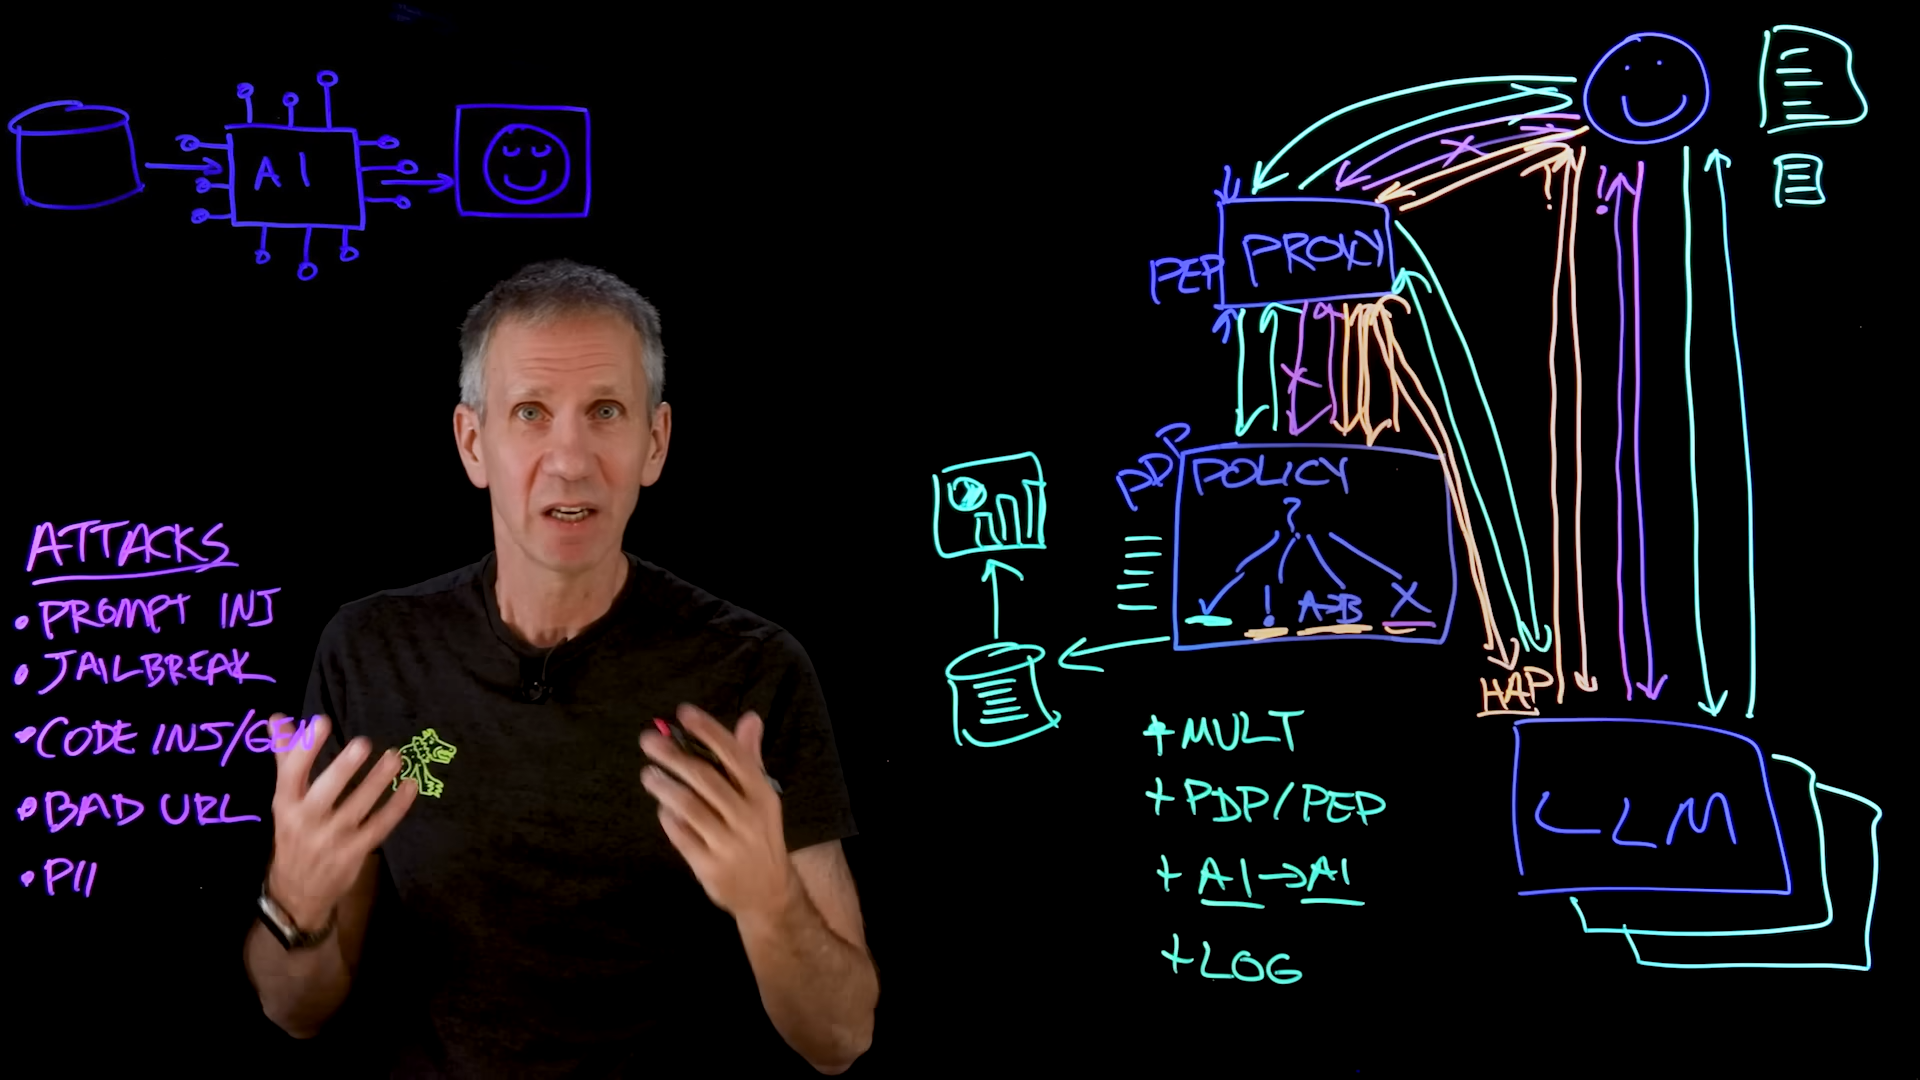 AI
ATTACKS
• PROMPT INJ
• JAILBREAK
• CODE INJ/GEN
• BAD URL
• PII
PEP
PROXY
PDP
POLICY
?
! A→B X
HAP
LLM
+ MULT
+ PDP/PEP
+ AI → AI
+ LOG